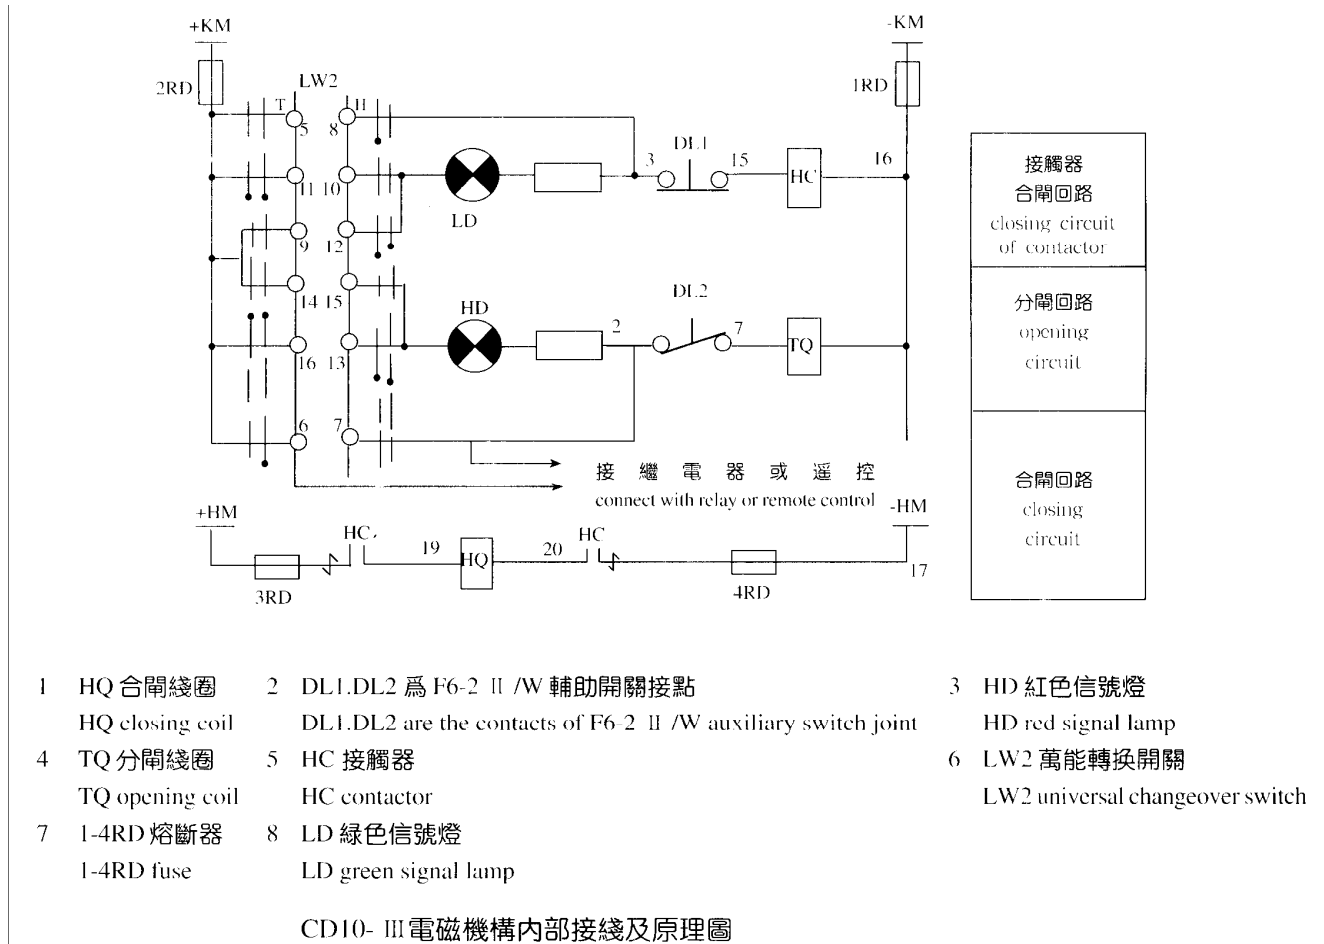 +KM
-KM
2RD
LW2
1RD
T
H
5
8
DL1
3
15
16
HC
11
10
LD
9
12
14
15
HD
DL2
2
7
TQ
16
13
6
7
接繼電器或遥控
connect with relay or remote control
+HM
-HM
HC
19
HQ
20
HC
17
3RD
4RD
接觸器
合閘回路
closing circuit
of contactor
分閘回路
opening
circuit
合閘回路
closing
circuit
1 HQ 合閘綫圈 2 DL1.DL2 爲 F6-2 II /W 輔助開關接點 3 HD 紅色信號燈
HQ closing coil DL1.DL2 are the contacts of F6-2 II /W auxiliary switch joint HD red signal lamp
4 TQ 分閘綫圈 5 HC 接觸器 6 LW2 萬能轉换開關
TQ opening coil HC contactor LW2 universal changeover switch
7 1-4RD 熔斷器 8 LD 緑色信號燈
1-4RD fuse LD green signal lamp
CD10- III 電磁機構内部接綫及原理圖